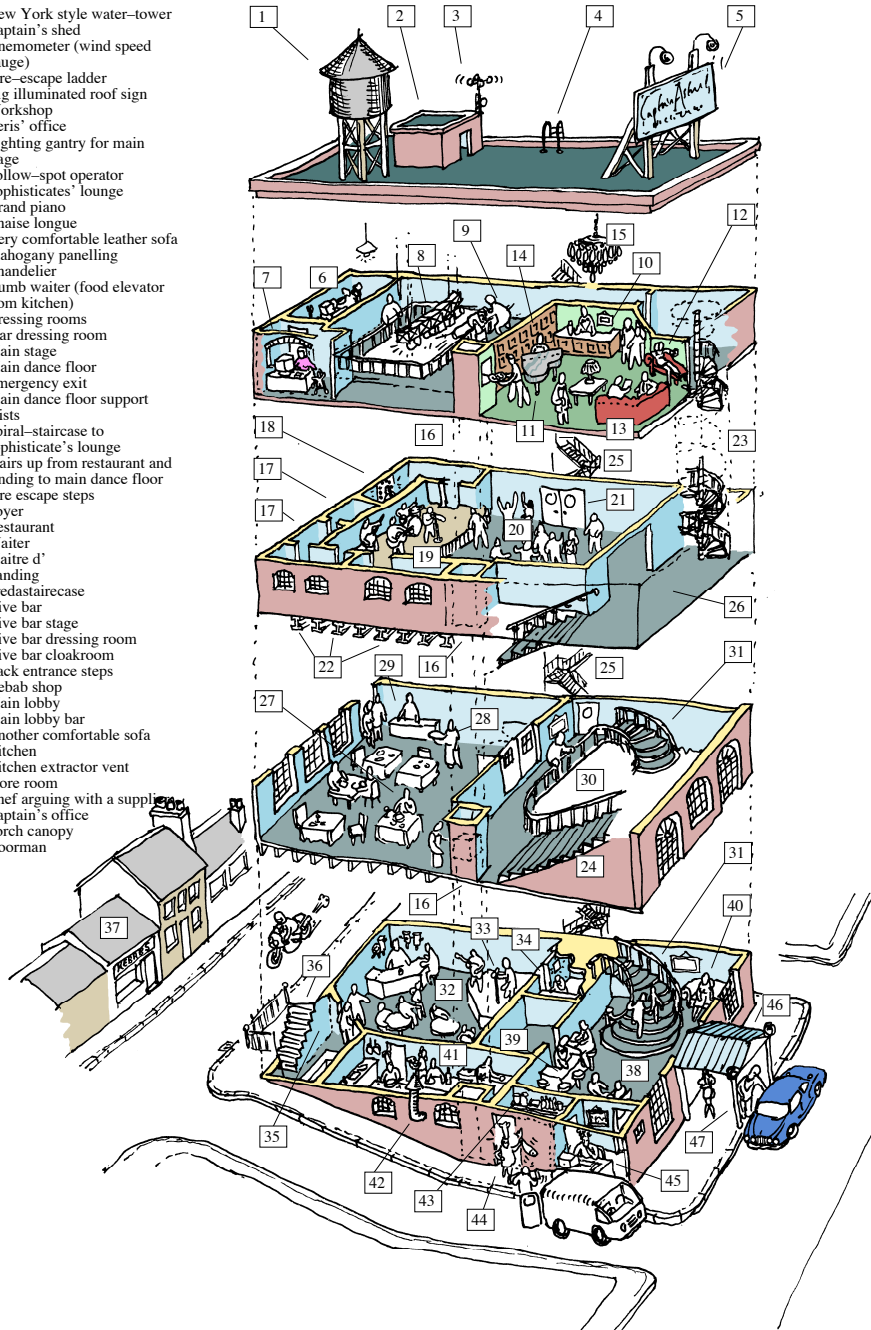 ew York style water–tower
aptain's shed
nemometer (wind speed
auge)
re–escape ladder
g illuminated roof sign
orkshop
eris' office
ghting gantry for main
age
ollow–spot operator
ophisticates' lounge
rand piano
haise longue
ery comfortable leather sofa
ahogany panelling
handelier
umb waiter (food elevator
om kitchen)
ressing rooms
ar dressing room
ain stage
ain dance floor
mergency exit
ain dance floor support
ists
piral–staircase to
phisticate's lounge
airs up from restaurant and
nding to main dance floor
re escape steps
oyer
estaurant
aiter
aitre d'
anding
redastairecase
ive bar
ive bar stage
ive bar dressing room
ive bar cloakroom
ack entrance steps
ebab shop
ain lobby
ain lobby bar
nother comfortable sofa
itchen
itchen extractor vent
ore room
hef arguing with a supplier
aptain's office
orch canopy
oorman
1
2
3
4
5
12
9
15
14
10
8
6
7
11
13
16
18
25
23
17
21
17
20
19
26
22
16
25
31
29
27
28
30
24
31
16
40
37
KEBABS
33
34
36
46
32
39
41
38
47
35
42
43
45
44